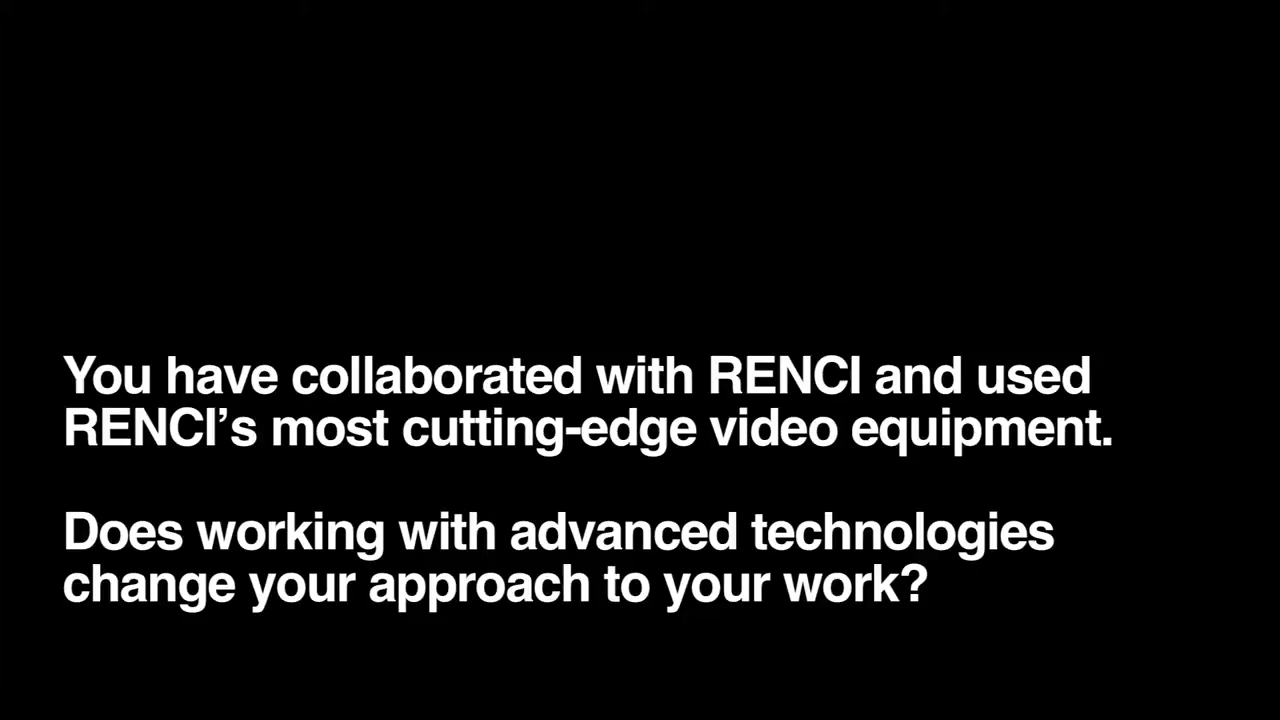 You have collaborated with RENCI and used
RENCI’s most cutting-edge video equipment.
Does working with advanced technologies
change your approach to your work?